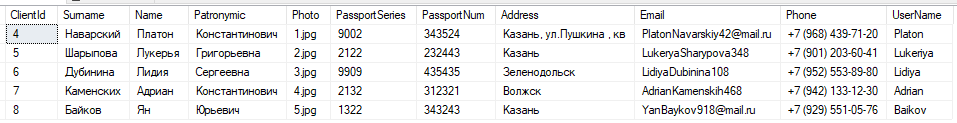 ClientId Surname Name Patronymic Photo PassportSeries PassportNum Address Email Phone UserName
4 Наварский Платон Константинович 1.jpg 9002 343524 Казань, ул.Пушкина , кв PlatonNavarskiy42@mail.ru +7 (968) 439-71-20 Platon
5 Шарыпова Лукерья Григорьевна 2.jpg 2122 232443 Казань LukeryaSharypova348 +7 (901) 203-60-41 Lukeriya
6 Дубинина Лидия Сергеевна 3.jpg 9909 435435 Зеленодольск LidiyaDubinina108 +7 (952) 553-89-80 Lidiya
7 Каменских Адриан Константинович 4.jpg 2132 312321 Волжск AdrianKamenskih468 +7 (942) 133-12-30 Adrian
8 Байков Ян Юрьевич 5.jpg 1322 343243 Казань YanBaykov918@mail.ru +7 (929) 551-05-76 Baikov